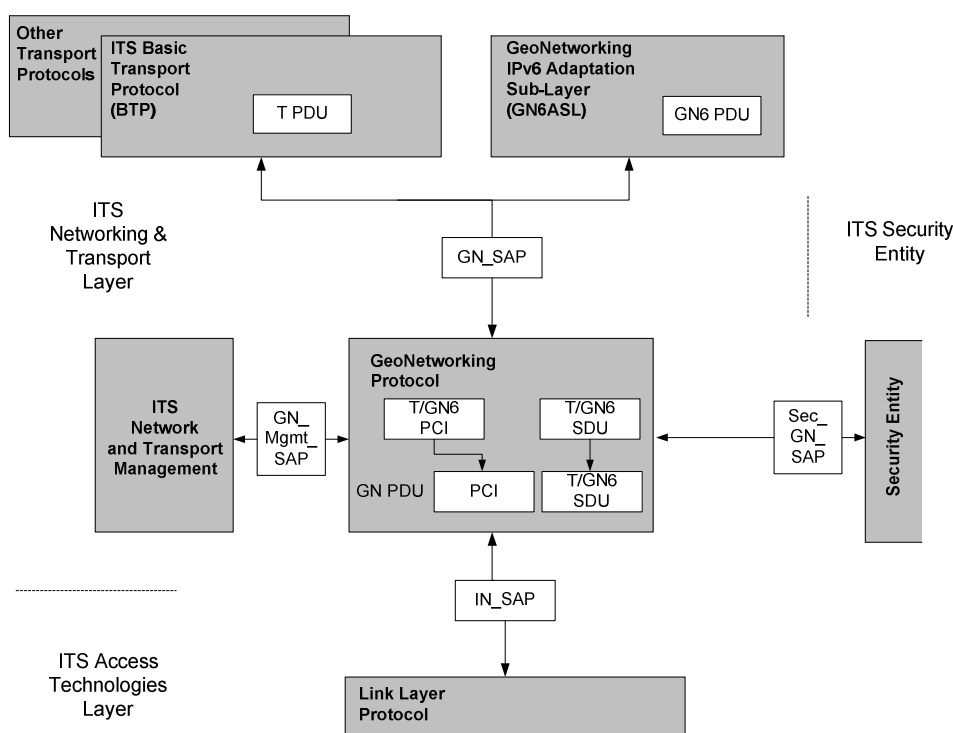 Other
Transport
Protocols
ITS Basic
Transport
Protocol
(BTP)
T PDU
GeoNetworking
IPv6 Adaptation
Sub-Layer
(GN6ASL)
GN6 PDU
ITS
Networking &
Transport
Layer
GN_SAP
ITS Security
Entity
ITS
Network
and Transport
Management
GN_
Mgmt_
SAP
GeoNetworking
Protocol
T/GN6
PCI
T/GN6
SDU
GN PDU
PCI
T/GN6
SDU
Sec_
GN_
SAP
Security Entity
IN_SAP
ITS Access
Technologies
Layer
Link Layer
Protocol